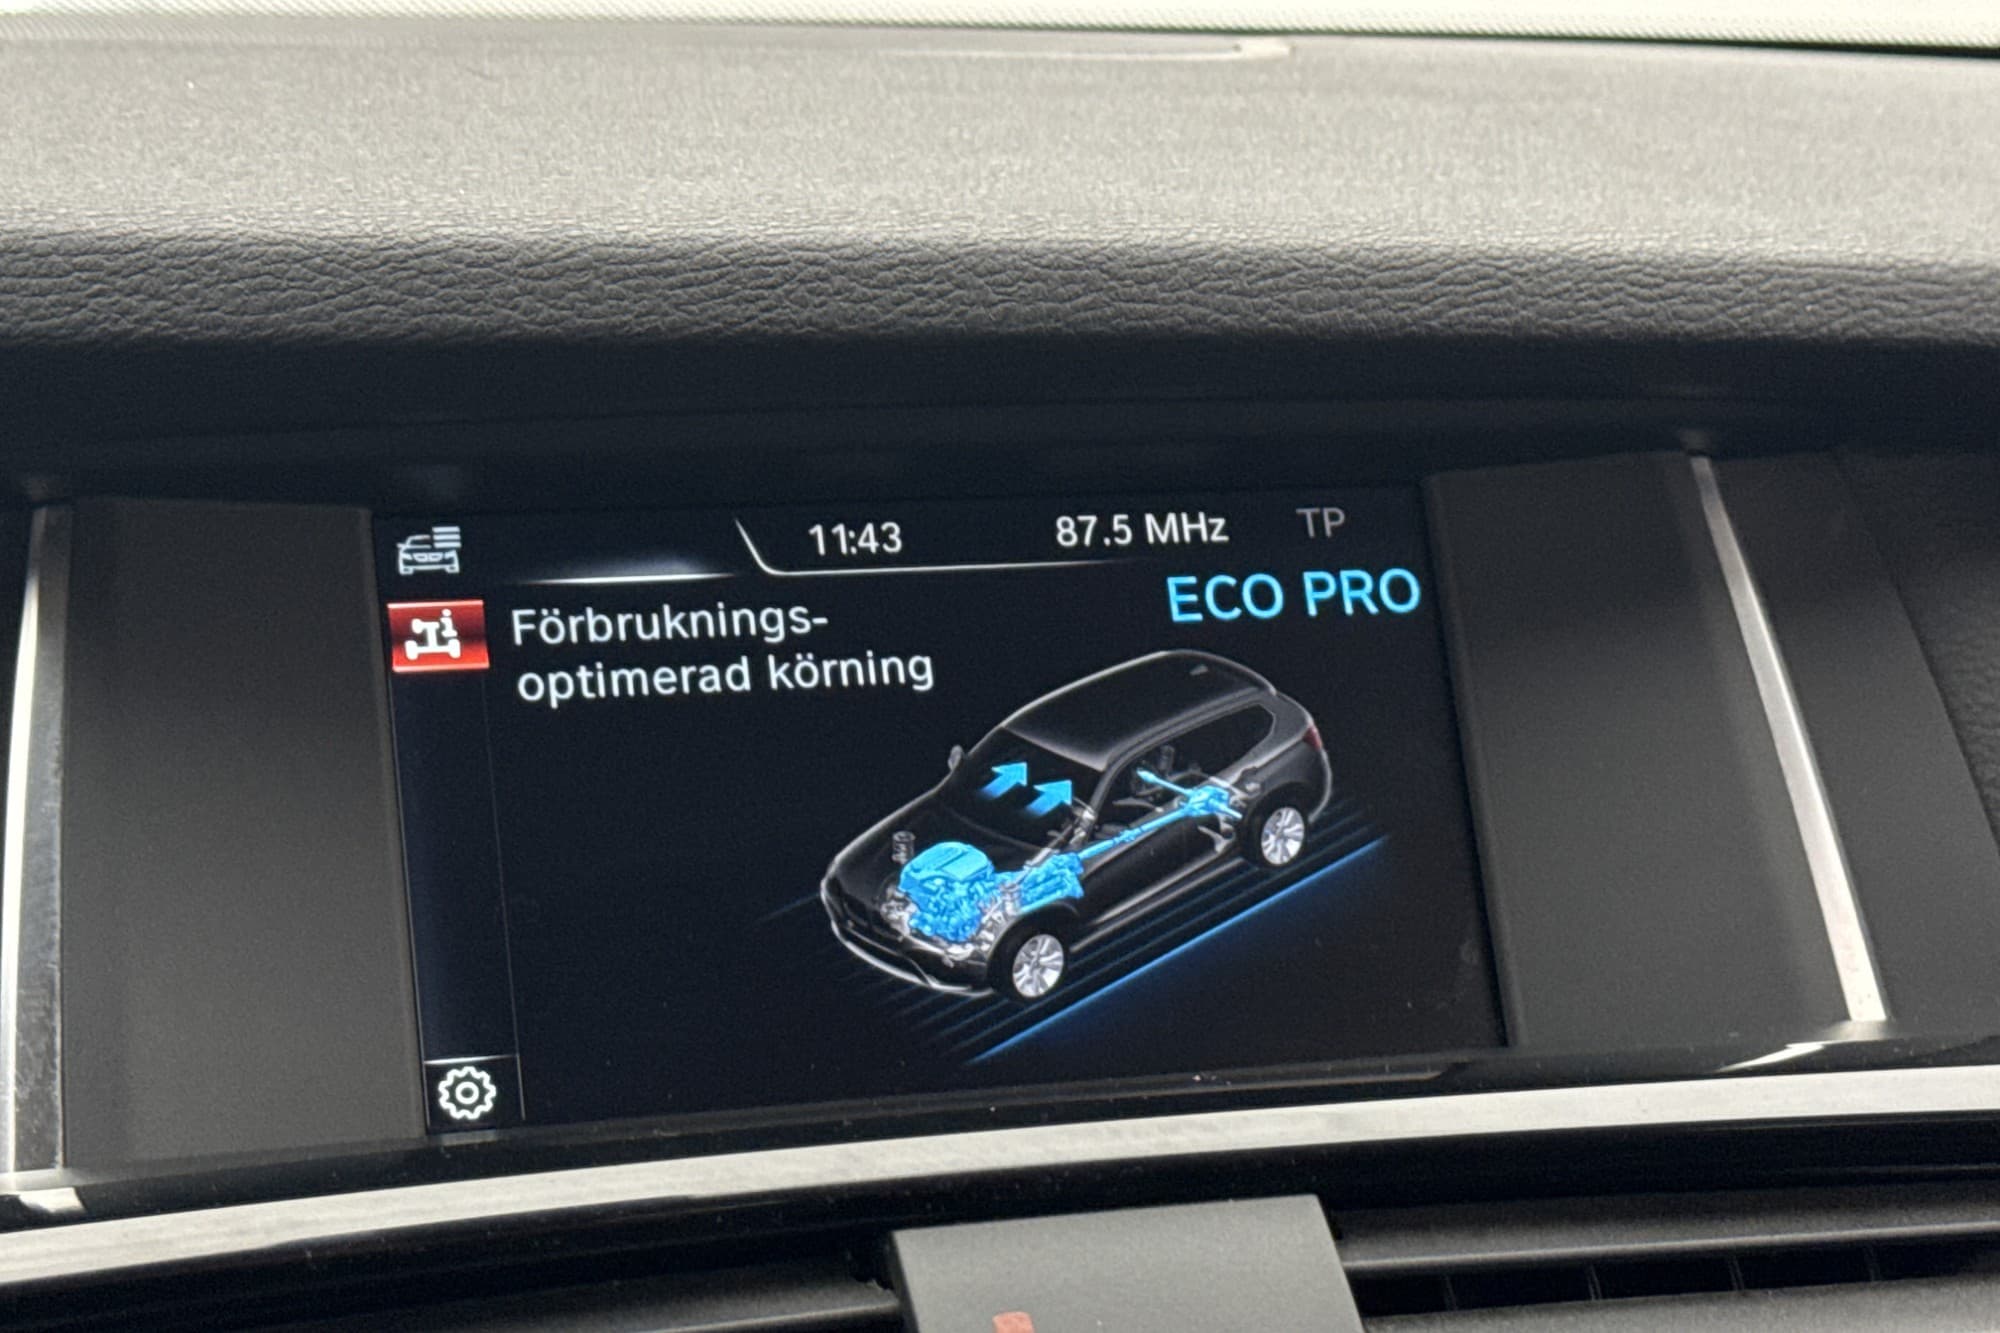 11:43 87.5 MHz TP
ECO PRO
Förbruknings-
optimerad körning